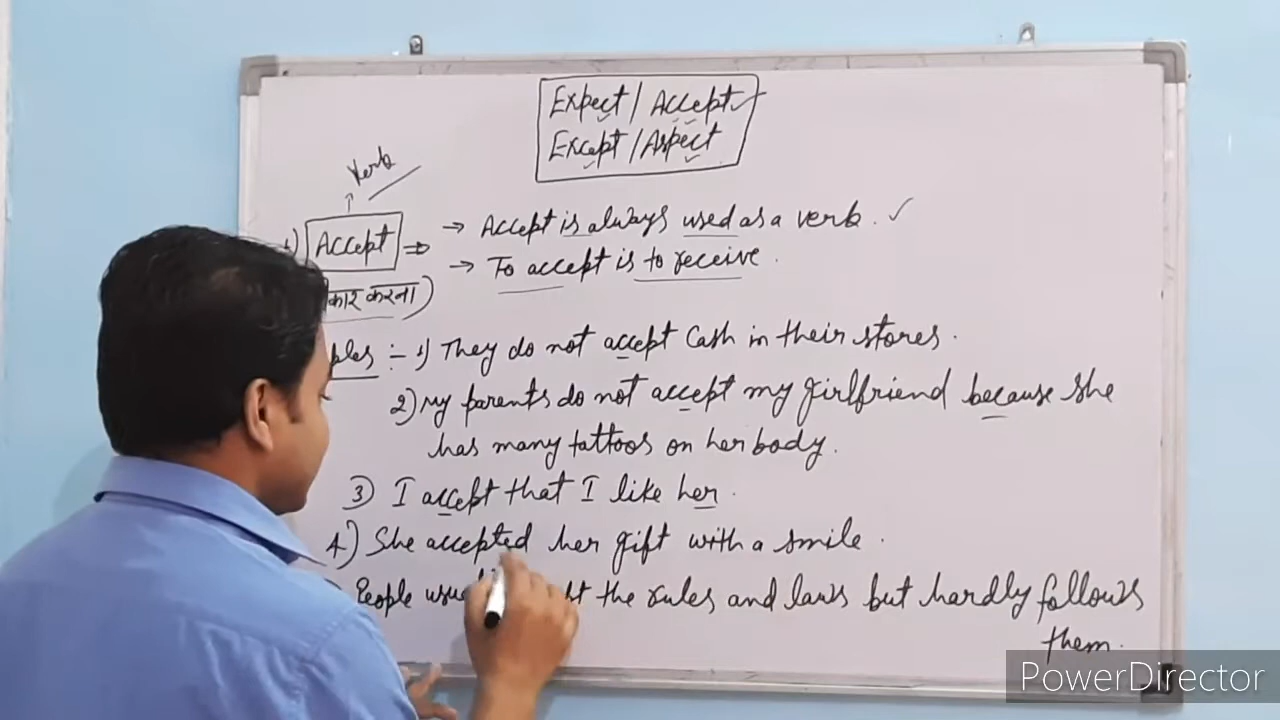 Expect / Accept
Except / Aspect
Verb
Accept ⇒ → Accept is always used as a verb. ✓
→ To accept is to receive.
करना)
:- 1) They do not accept Cash in their stores.
2) My parents do not accept my girlfriend because she
has many tattoos on her body.
3) I accept that I like her.
4) She accepted her gift with a smile.
People the rules and laws but hardly follows
them.
PowerDirector